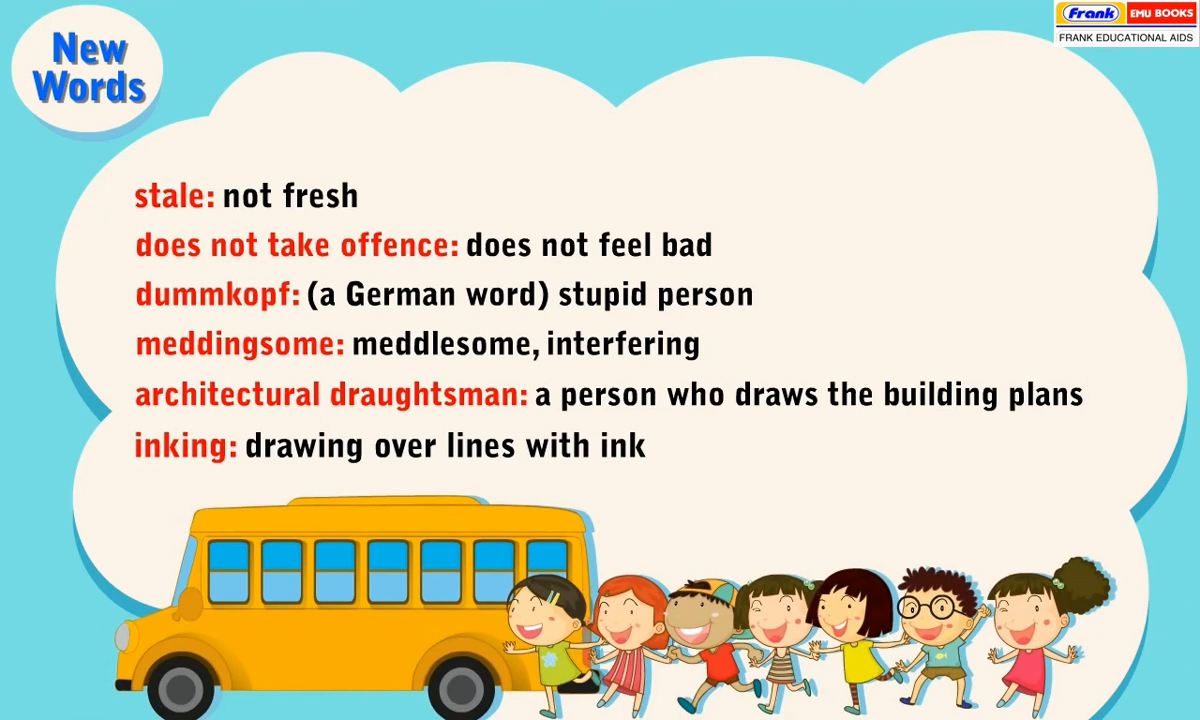 New
Words
Frank EMU BOOKS
FRANK EDUCATIONAL AIDS
stale: not fresh
does not take offence: does not feel bad
dummkopf: (a German word) stupid person
meddingsome: meddlesome, interfering
architectural draughtsman: a person who draws the building plans
inking: drawing over lines with ink